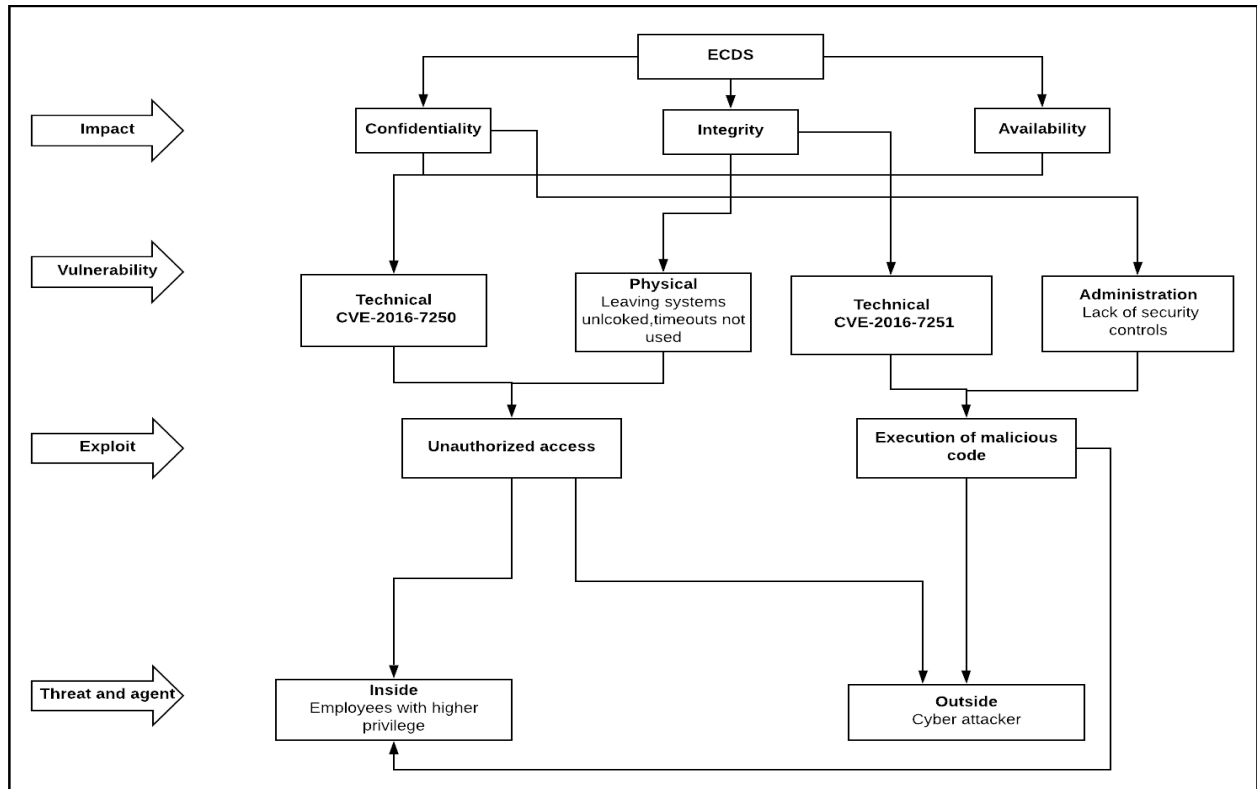 ECDS
Impact
Confidentiality
Integrity
Availability
Vulnerability
Technical
CVE-2016-7250
Physical
Leaving systems
unlcoked,timeouts not
used
Technical
CVE-2016-7251
Administration
Lack of security
controls
Exploit
Unauthorized access
Execution of malicious
code
Threat and agent
Inside
Employees with higher
privilege
Outside
Cyber attacker